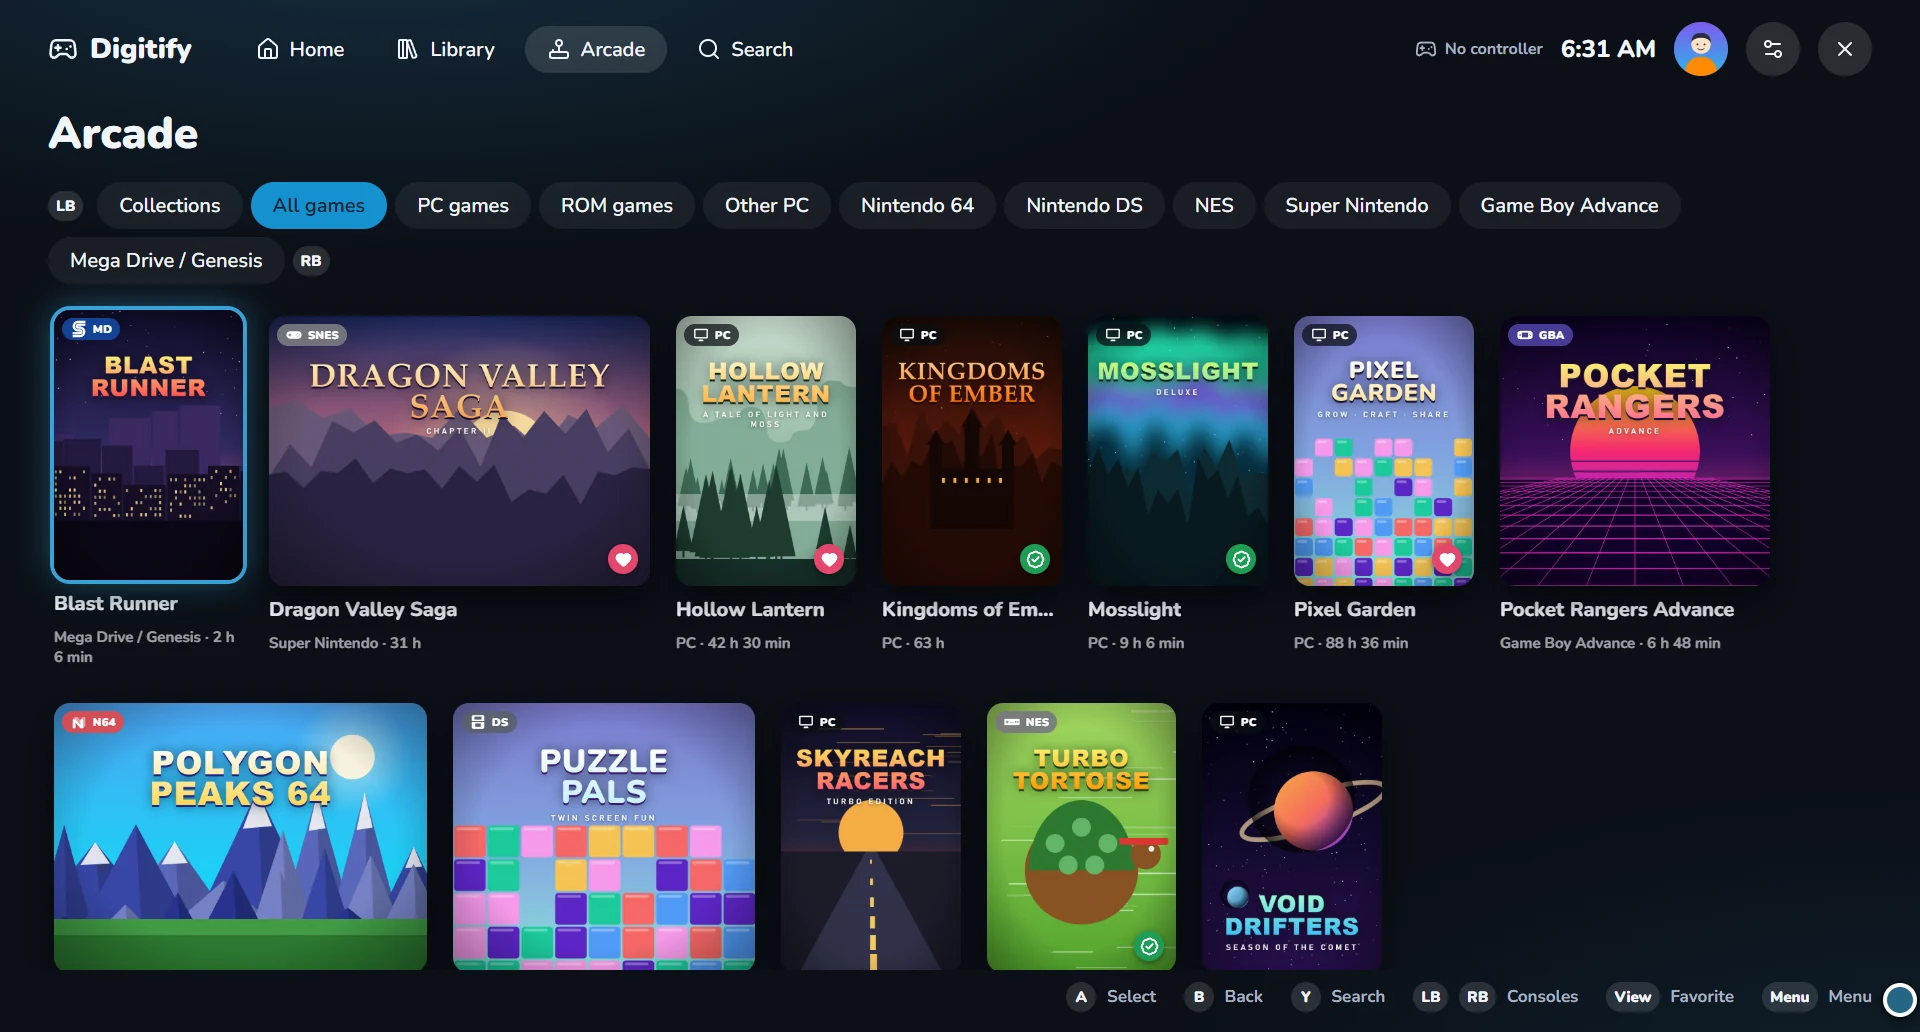 Digitify
Home
Library
Arcade
Search
No controller
6:31 AM
Arcade
LB
Collections
All games
PC games
ROM games
Other PC
Nintendo 64
Nintendo DS
NES
Super Nintendo
Game Boy Advance
Mega Drive / Genesis
RB
MD
BLAST
RUNNER
Blast Runner
Mega Drive / Genesis · 2 h
6 min
SNES
DRAGON VALLEY
SAGA
CHAPTER II
Dragon Valley Saga
Super Nintendo · 31 h
PC
HOLLOW
LANTERN
A TALE OF LIGHT AND
MOSS
Hollow Lantern
PC · 42 h 30 min
PC
KINGDOMS
OF EMBER
Kingdoms of Em...
PC · 63 h
PC
MOSSLIGHT
DELUXE
Mosslight
PC · 9 h 6 min
PC
PIXEL
GARDEN
GROW · CRAFT · SHARE
Pixel Garden
PC · 88 h 36 min
GBA
POCKET
RANGERS
ADVANCE
Pocket Rangers Advance
Game Boy Advance · 6 h 48 min
N64
POLYGON
PEAKS 64
DS
PUZZLE
PALS
TWIN SCREEN FUN
PC
SKYREACH
RACERS
TURBO EDITION
NES
TURBO
TORTOISE
PC
VOID
DRIFTERS
SEASON OF THE COMET
A Select
B Back
Y Search
LB RB Consoles
View Favorite
Menu Menu